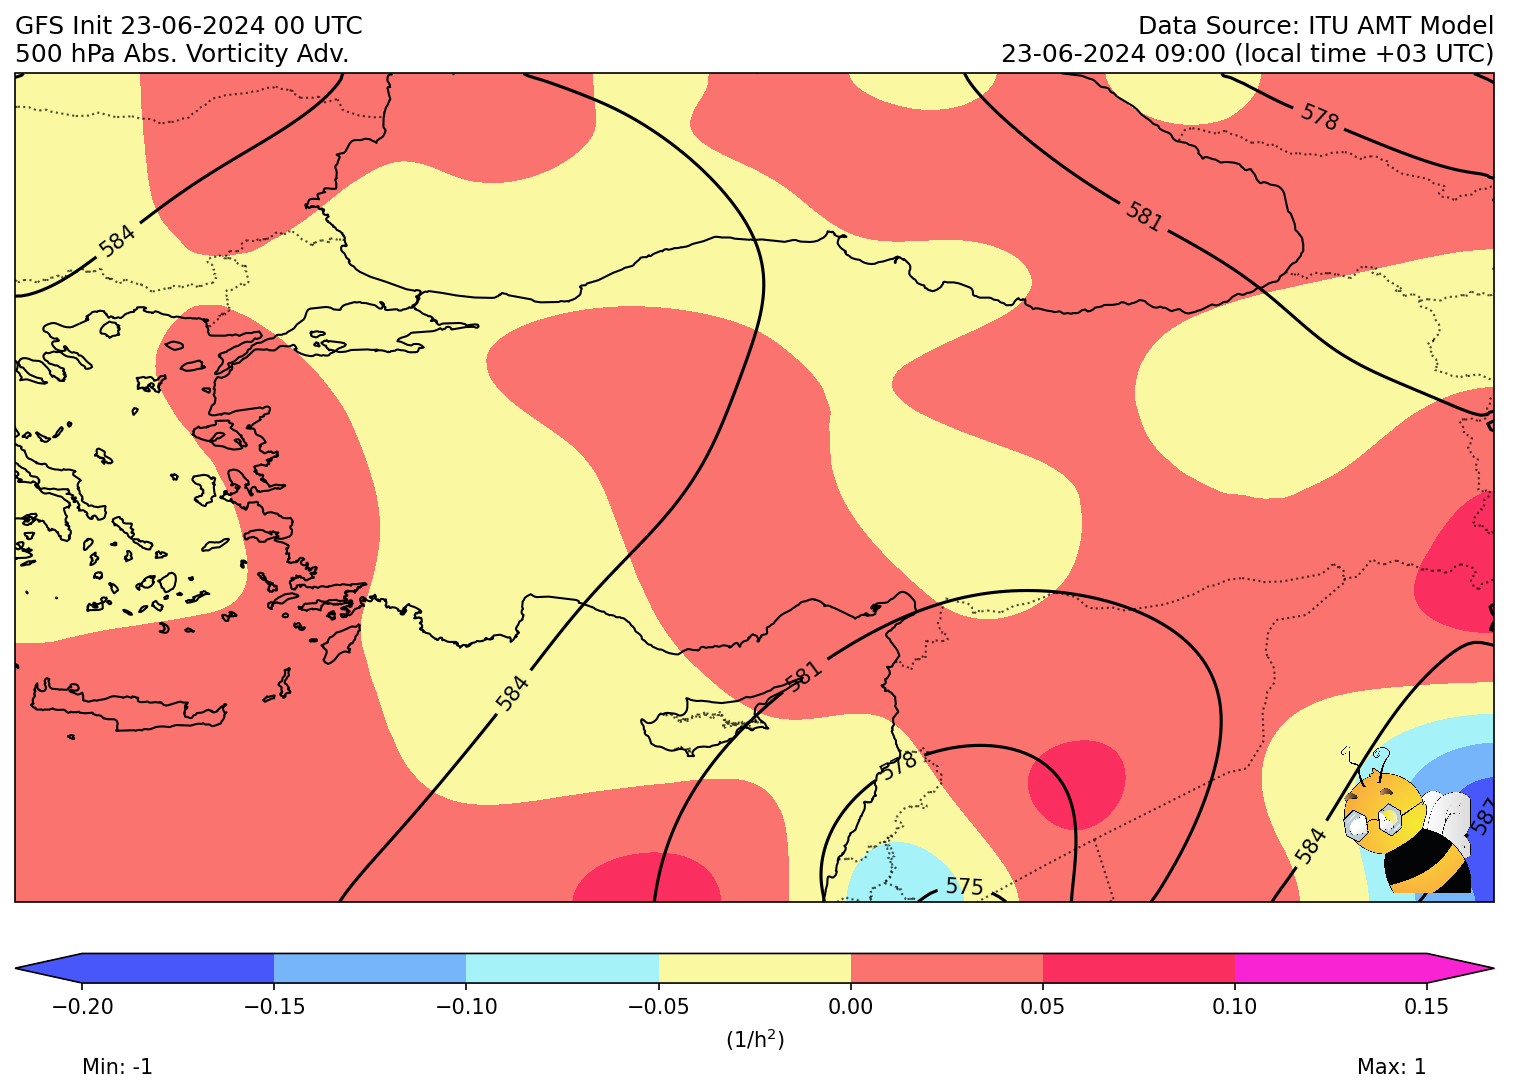 GFS Init 23-06-2024 00 UTC
500 hPa Abs. Vorticity Adv.
Data Source: ITU AMT Model
23-06-2024 09:00 (local time +03 UTC)
578
581
584
581
584
578
584
587
575
−0.20 −0.15 −0.10 −0.05 0.00 0.05 0.10 0.15
(1/h²)
Min: -1
Max: 1